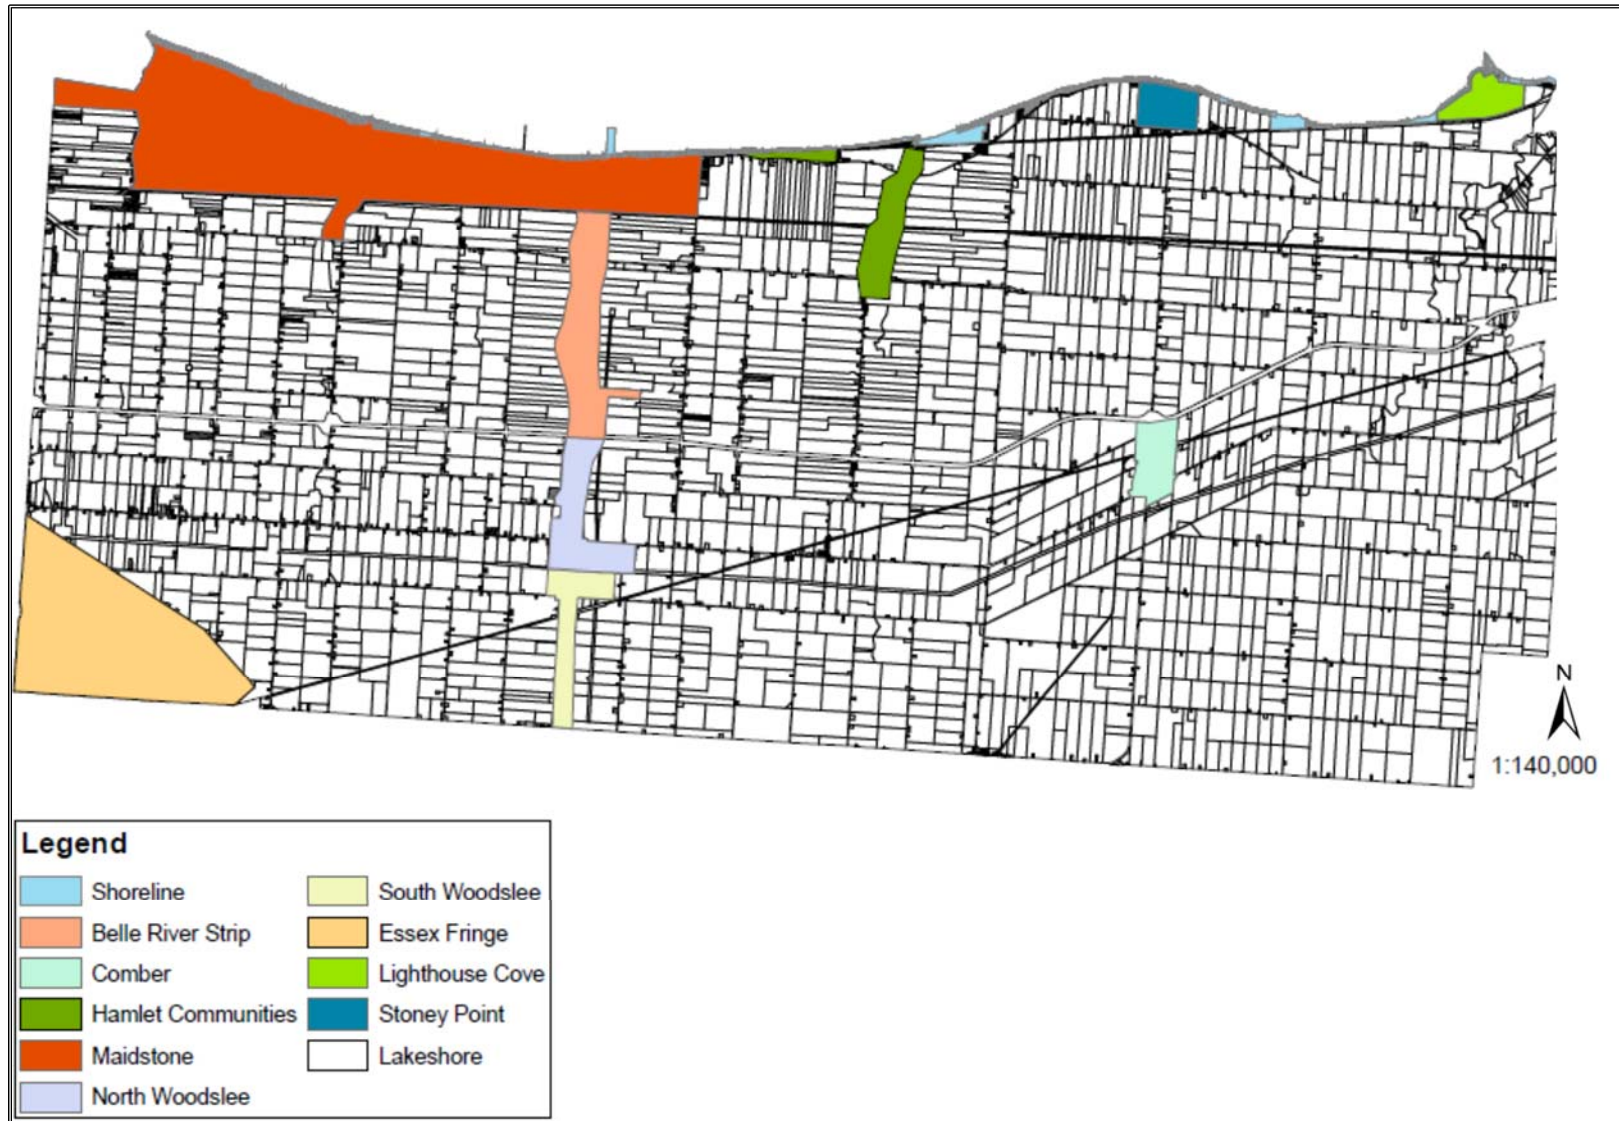 N
1:140,000
Legend
Shoreline
Belle River Strip
Comber
Hamlet Communities
Maidstone
North Woodslee
South Woodslee
Essex Fringe
Lighthouse Cove
Stoney Point
Lakeshore